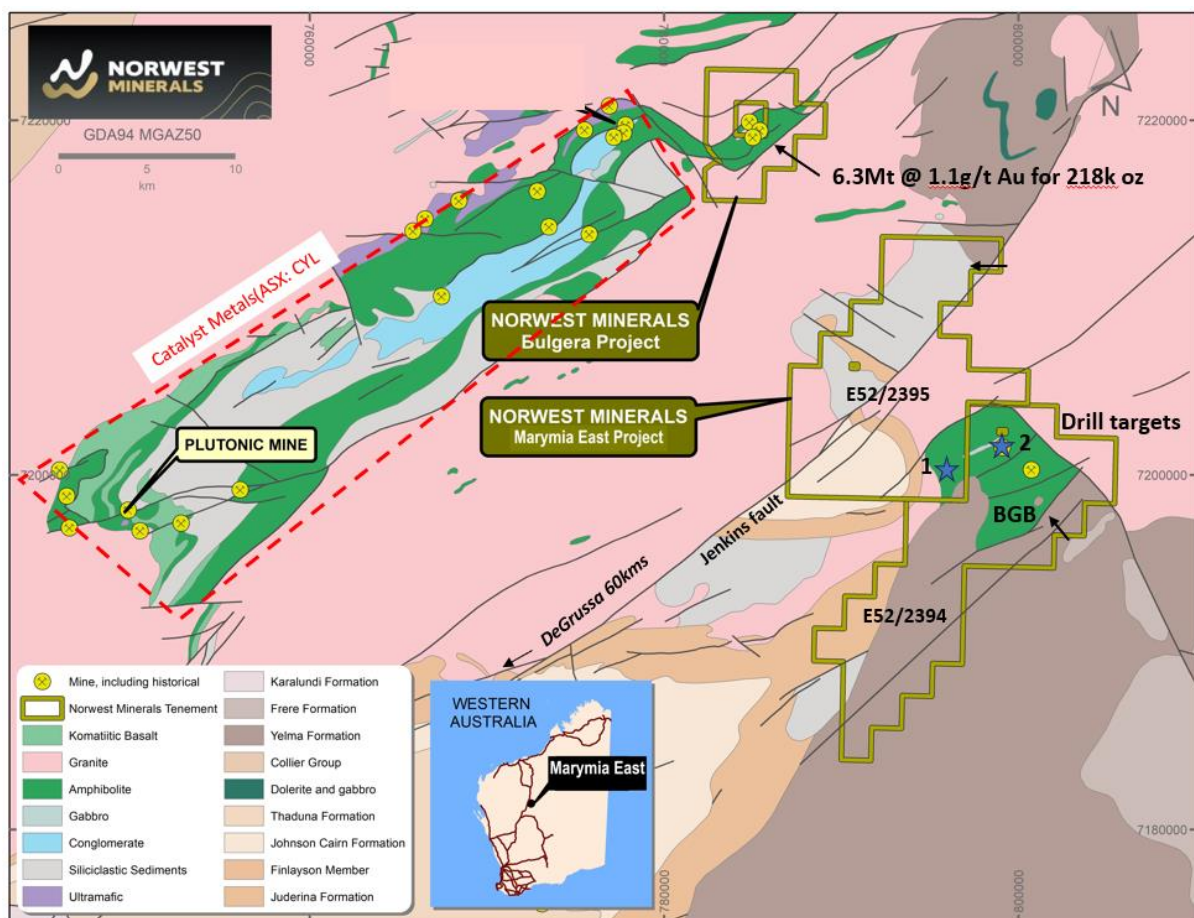 NORWEST
MINERALS
GDA94 MGAZ50
0 5 10
km
760000
780000
800000
N
7220000
7220000
6.3Mt @ 1.1g/t Au for 218k oz
Catalyst Metals(ASX: CYL
NORWEST MINERALS
Bulgera Project
NORWEST MINERALS
Marymia East Project
E52/2395
Drill targets
PLUTONIC MINE
1
2
7200000
7200000
BGB
Jenkins fault
DeGrussa 60kms
E52/2394
Mine, including historical
Norwest Minerals Tenement
Komatiitic Basalt
Granite
Amphibolite
Gabbro
Conglomerate
Siliciclastic Sediments
Ultramafic
Karalundi Formation
Frere Formation
Yelma Formation
Collier Group
Dolerite and gabbro
Thaduna Formation
Johnson Cairn Formation
Finlayson Member
Juderina Formation
WESTERN
AUSTRALIA
Marymia East
7180000
780000
800000